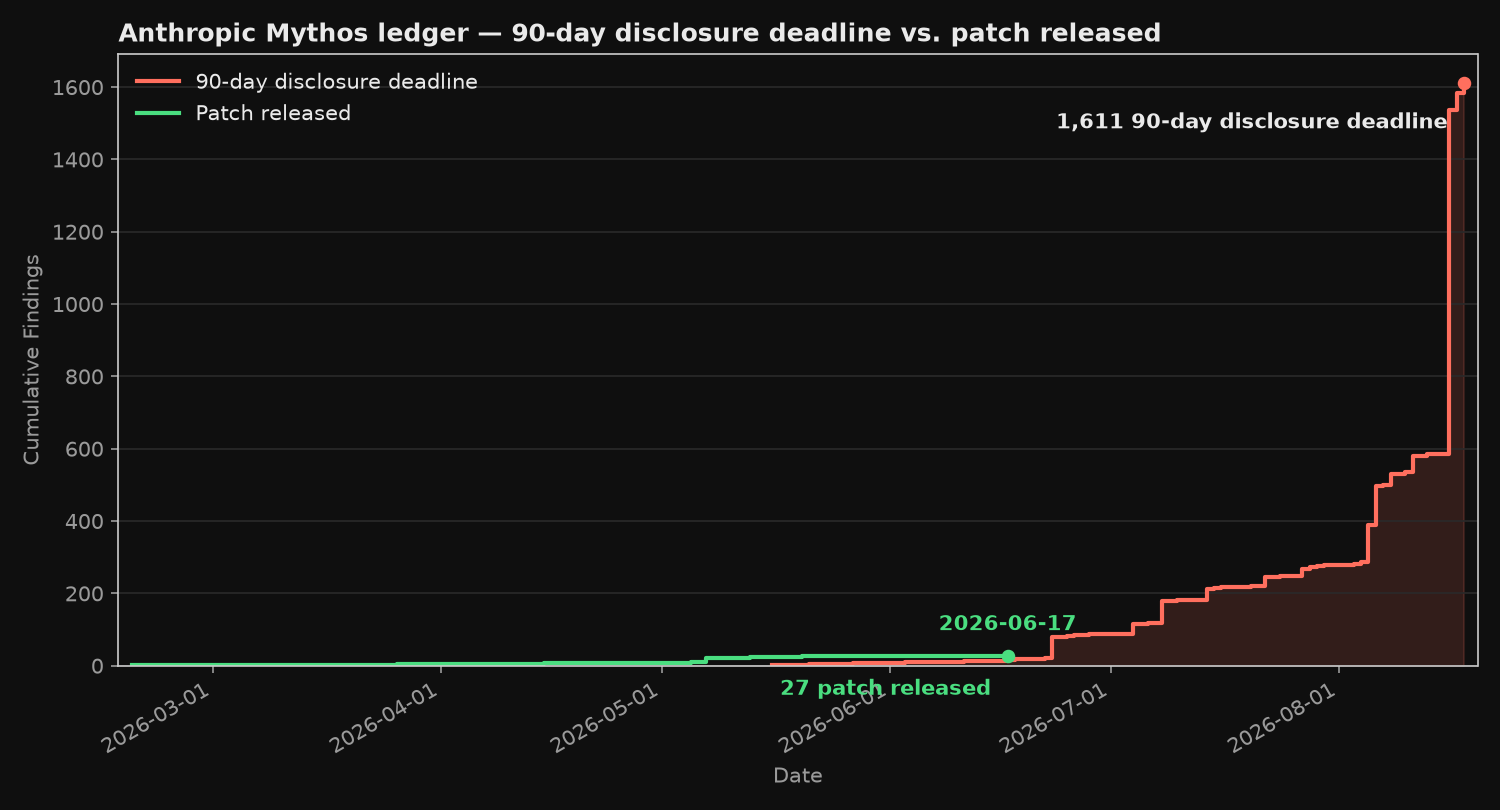 Anthropic Mythos ledger — 90-day disclosure deadline vs. patch released
90-day disclosure deadline
Patch released
1,611 90-day disclosure deadline
2026-06-17
27 patch released
Cumulative Findings
1600
1400
1200
1000
800
600
400
200
0
2026-03-01
2026-04-01
2026-05-01
2026-06-01
2026-07-01
2026-08-01
Date